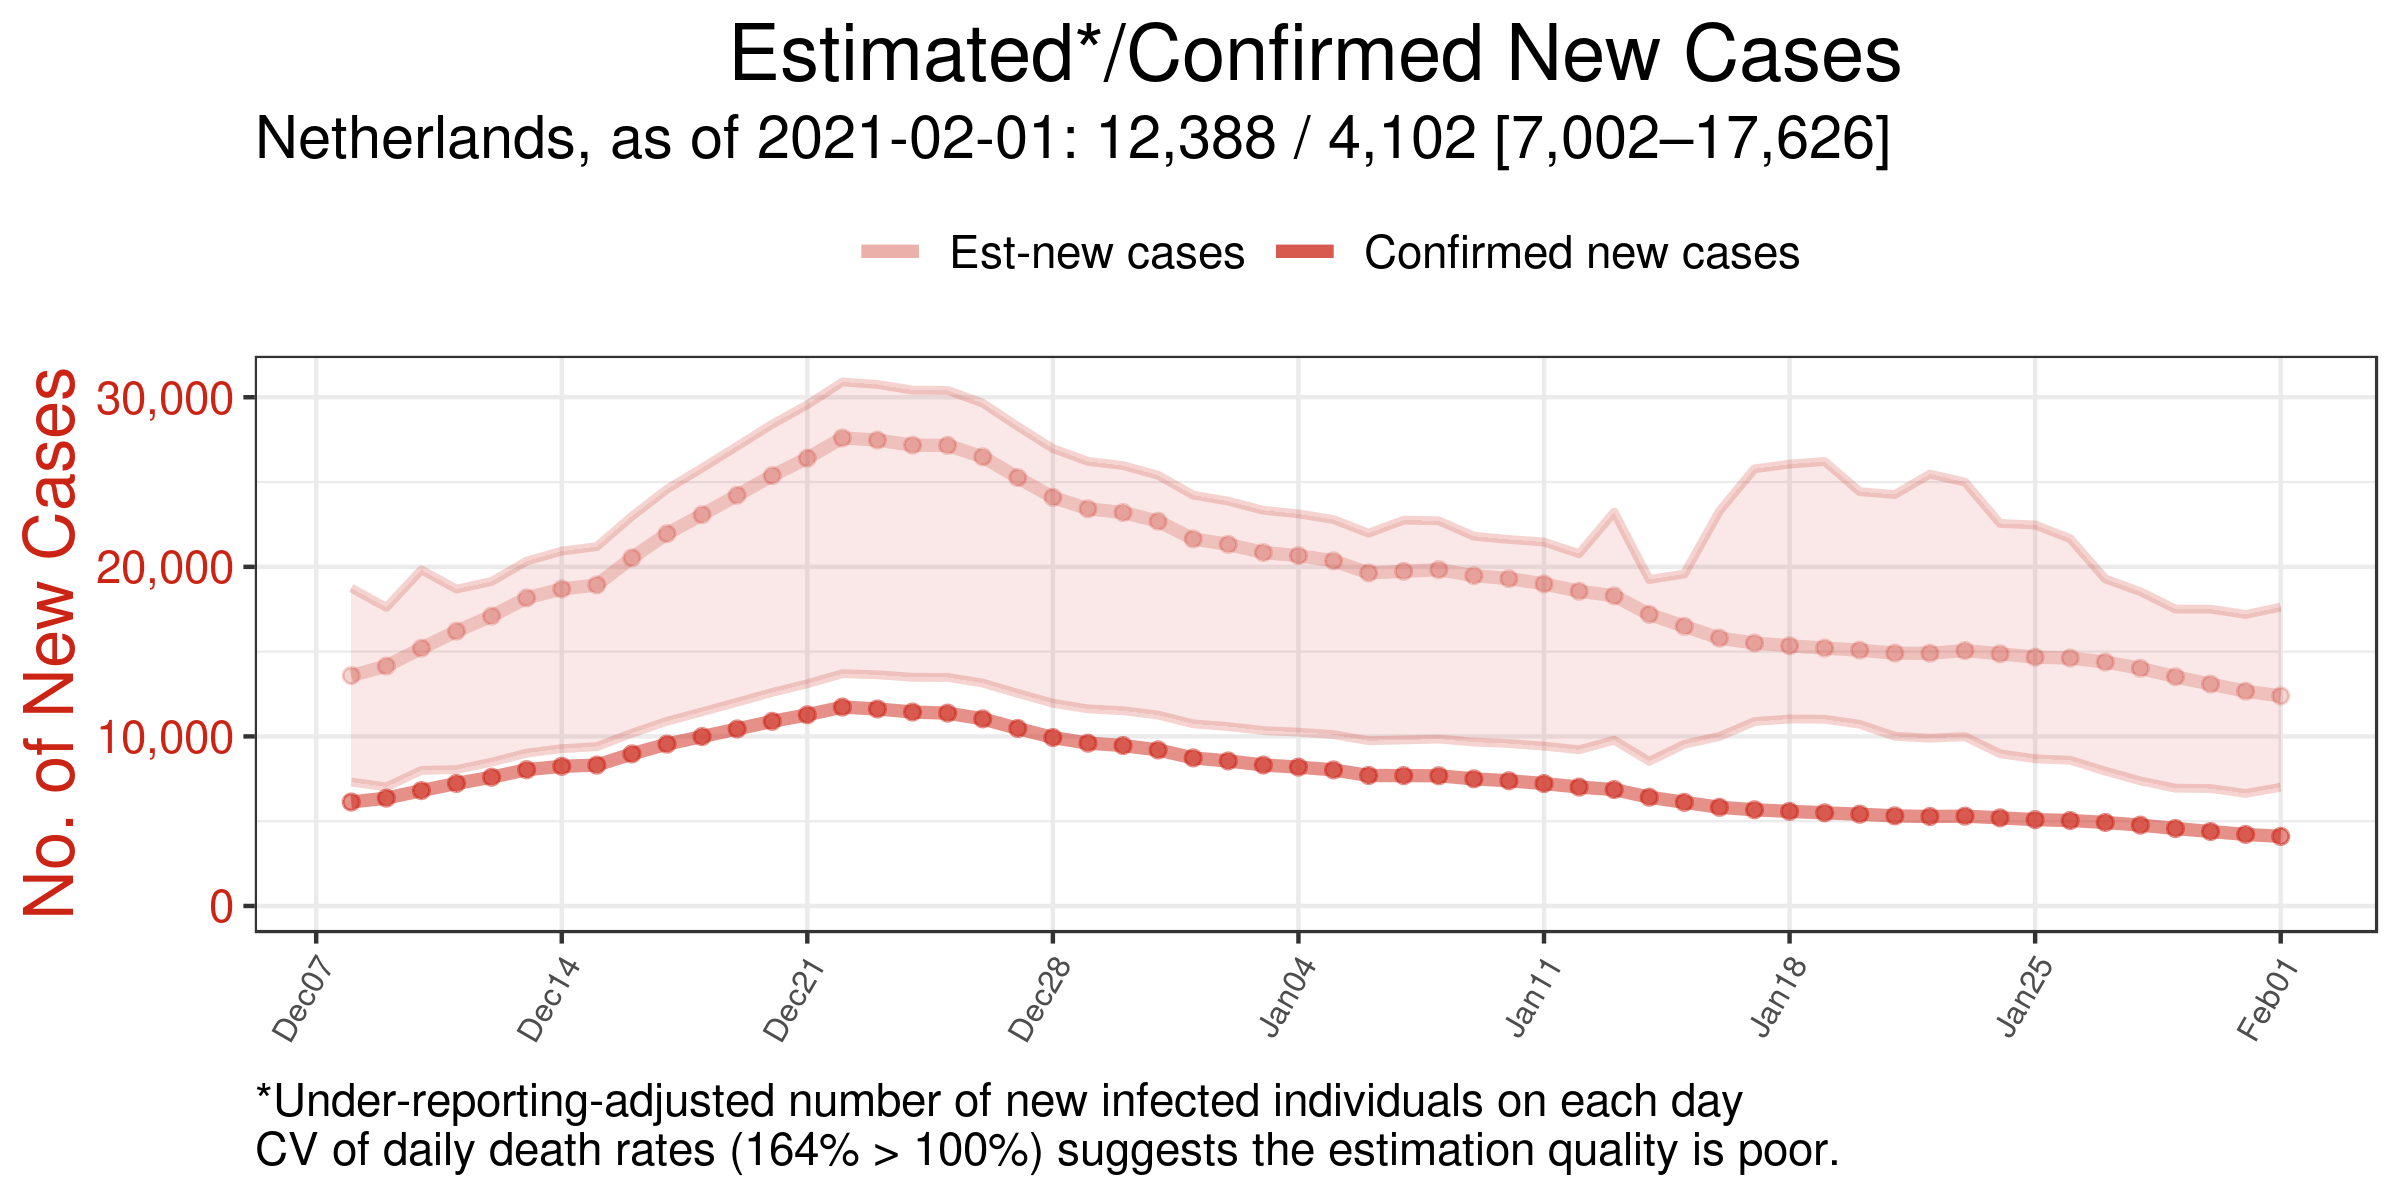 Estimated*/Confirmed New Cases
Netherlands, as of 2021-02-01: 12,388 / 4,102 [7,002–17,626]
Est-new cases
Confirmed new cases
No. of New Cases
30,000
20,000
10,000
0
Dec07
Dec14
Dec21
Dec28
Jan04
Jan11
Jan18
Jan25
Feb01
*Under-reporting-adjusted number of new infected individuals on each day
CV of daily death rates (164% > 100%) suggests the estimation quality is poor.